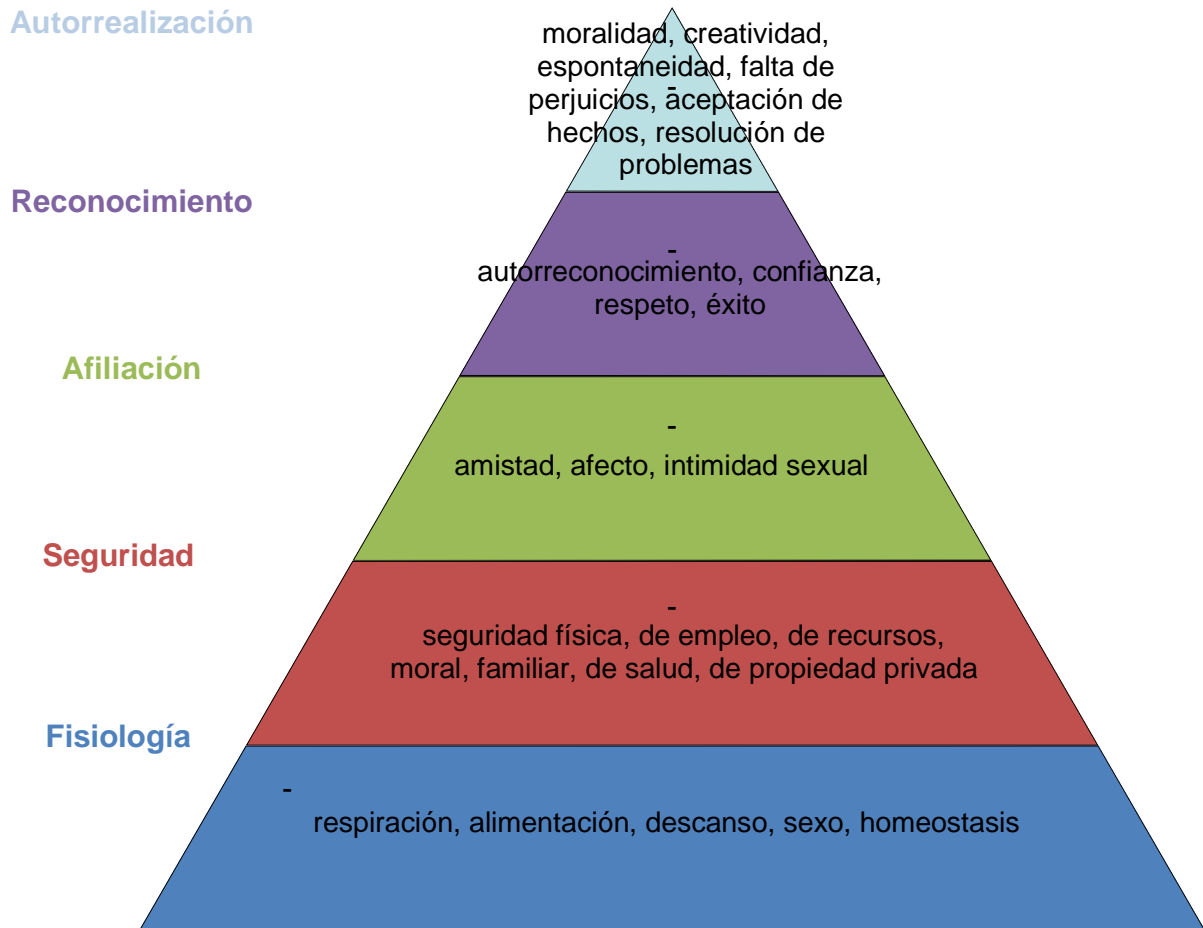 Autorrealización
moralidad, creatividad,
espontaneidad, falta de
-
perjuicios, aceptación de
hechos, resolución de
problemas
Reconocimiento
-
autorreconocimiento, confianza,
respeto, éxito
Afiliación
-
amistad, afecto, intimidad sexual
Seguridad
-
seguridad física, de empleo, de recursos,
moral, familiar, de salud, de propiedad privada
Fisiología
-
respiración, alimentación, descanso, sexo, homeostasis